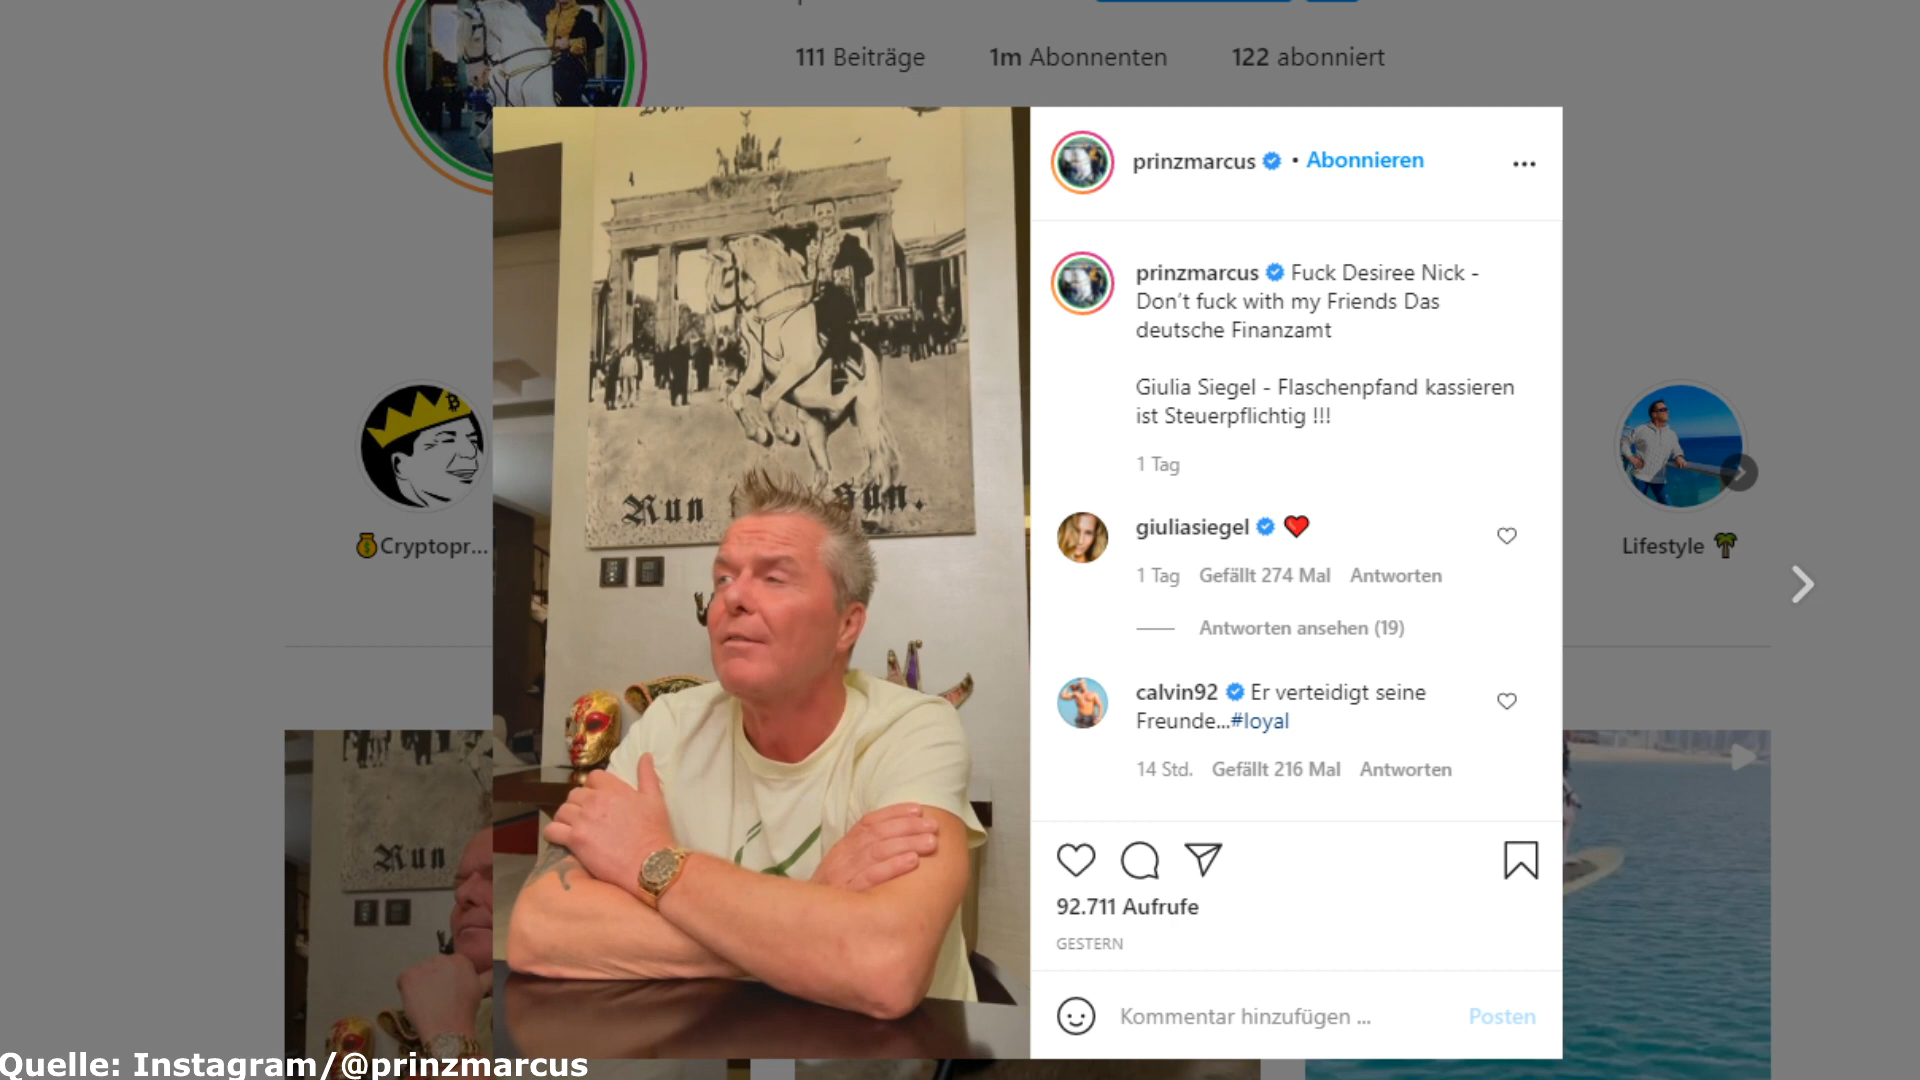 111 Beiträge 1m Abonnenten 122 abonniert
prinzmarcus • Abonnieren
prinzmarcus Fuck Desiree Nick -
Don’t fuck with my Friends Das
deutsche Finanzamt
Giulia Siegel - Flaschenpfand kassieren
ist Steuerpflichtig !!!
1 Tag
giuliasiegel ❤️
1 Tag Gefällt 274 Mal Antworten
Antworten ansehen (19)
calvin92 Er verteidigt seine
Freunde...#loyal
14 Std. Gefällt 216 Mal Antworten
92.711 Aufrufe
GESTERN
Kommentar hinzufügen ... Posten
Run sun.
💰Cryptopr...
Lifestyle 🌴
Run
Quelle: Instagram/@prinzmarcus